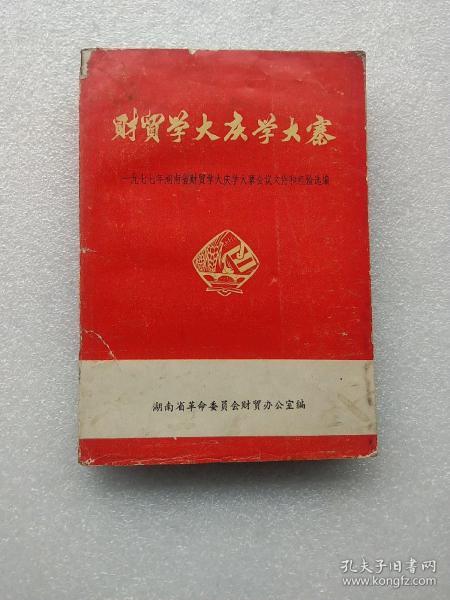 财贸学大庆学大寨
一九七七年湖南省财贸学大庆学大寨会议文件和经验选编
湖南省革命委员会财贸办公室编
孔夫子旧书网
www.kongfz.com